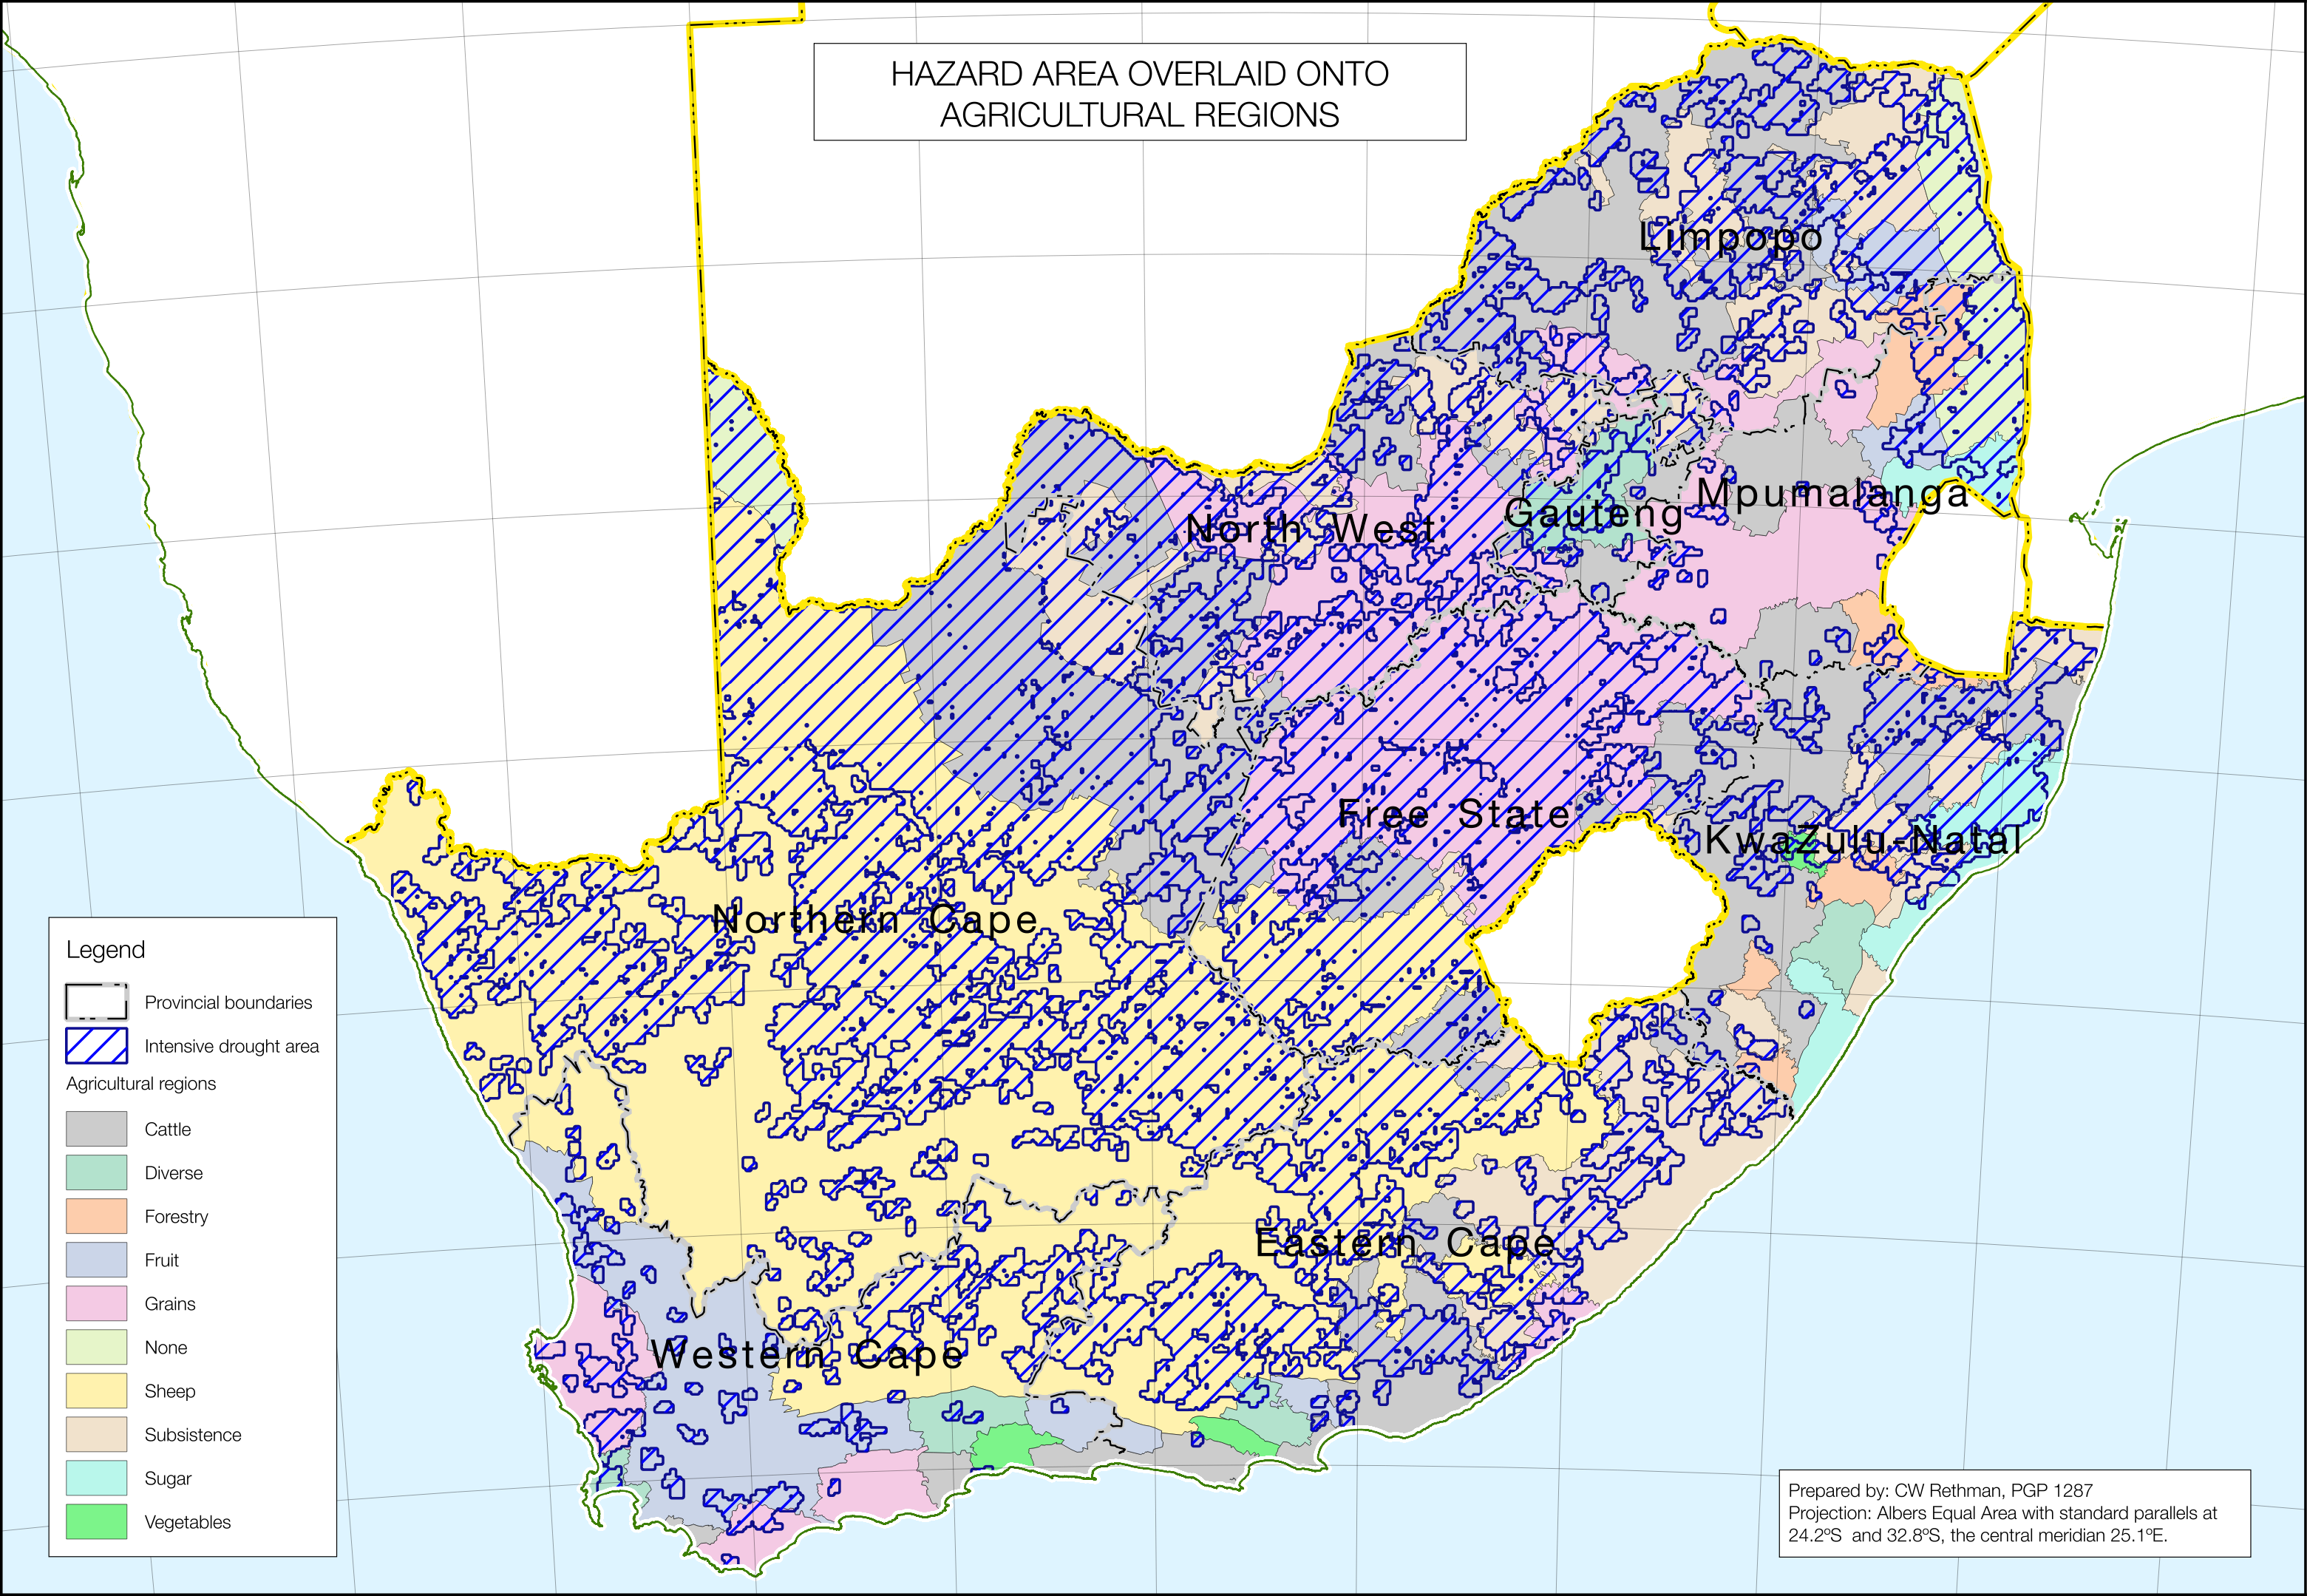 HAZARD AREA OVERLAID ONTO
AGRICULTURAL REGIONS
Limpopo
Mpumalanga
Gauteng
North West
Free State
KwaZulu-Natal
Northern Cape
Eastern Cape
Western Cape
Legend
Provincial boundaries
Intensive drought area
Agricultural regions
Cattle
Diverse
Forestry
Fruit
Grains
None
Sheep
Subsistence
Sugar
Vegetables
Prepared by: CW Rethman, PGP 1287
Projection: Albers Equal Area with standard parallels at
24.2ºS and 32.8ºS, the central meridian 25.1ºE.